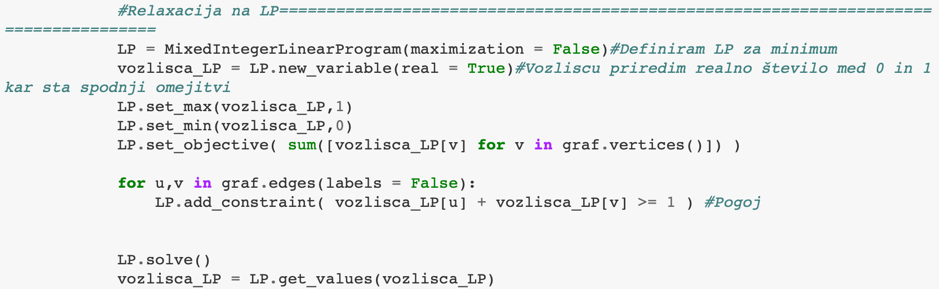 #Relaxacija na LP=====================================================================
================
LP = MixedIntegerLinearProgram(maximization = False)#Definiram LP za minimum
vozlisca_LP = LP.new_variable(real = True)#Vozliscu priredim realno število med 0 in 1
kar sta spodnji omejitvi
LP.set_max(vozlisca_LP,1)
LP.set_min(vozlisca_LP,0)
LP.set_objective( sum([vozlisca_LP[v] for v in graf.vertices()]) )
for u,v in graf.edges(labels = False):
LP.add_constraint( vozlisca_LP[u] + vozlisca_LP[v] >= 1 ) #Pogoj
LP.solve()
vozlisca_LP = LP.get_values(vozlisca_LP)